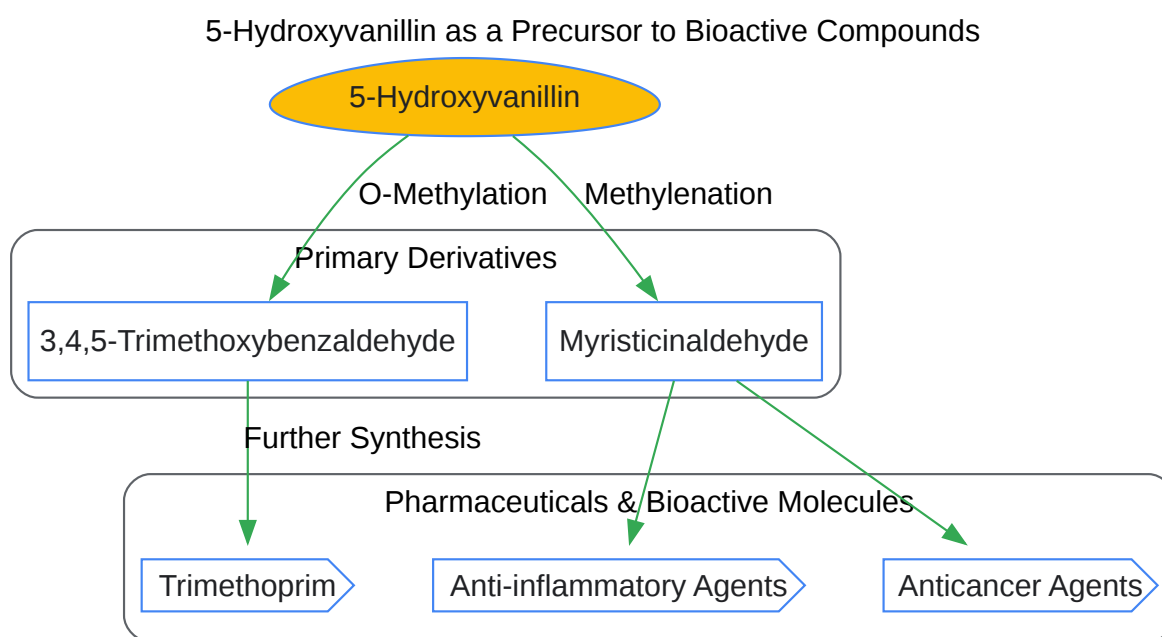 5-Hydroxyvanillin as a Precursor to Bioactive Compounds
5-Hydroxyvanillin
O-Methylation
Methylenation
Primary Derivatives
3,4,5-Trimethoxybenzaldehyde
Myristicinaldehyde
Further Synthesis
Pharmaceuticals & Bioactive Molecules
Trimethoprim
Anti-inflammatory Agents
Anticancer Agents